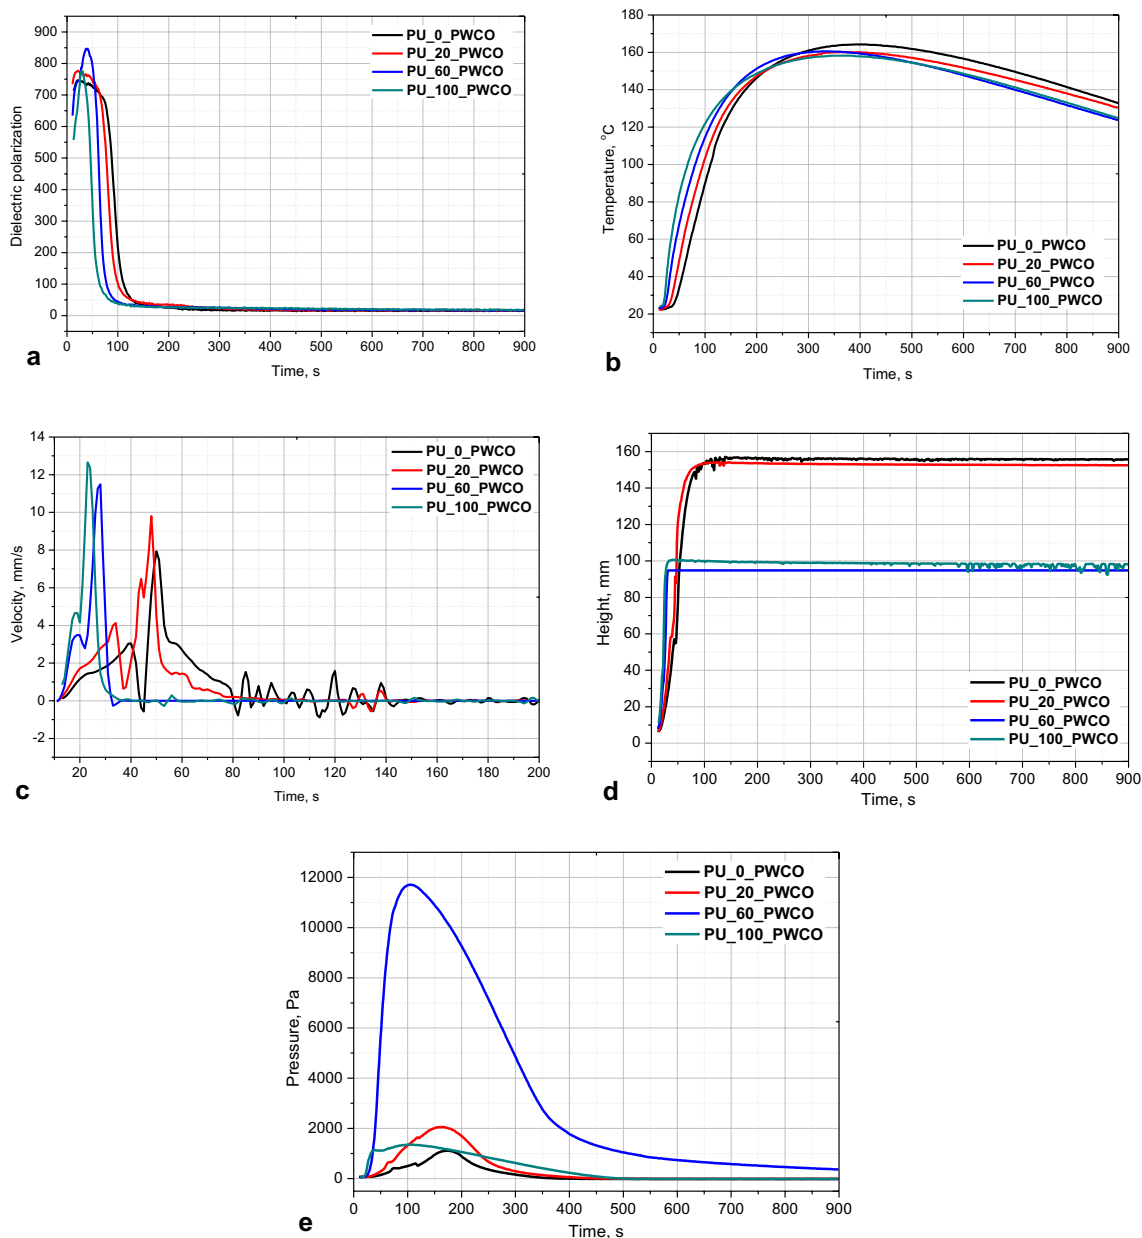 900
800
700
600
500
400
300
200
100
0
Dielectric polarization
PU_0_PWCO
PU_20_PWCO
PU_60_PWCO
PU_100_PWCO
0 100 200 300 400 500 600 700 800 900
Time, s
a
180
160
140
120
100
80
60
40
20
Temperature, °C
PU_0_PWCO
PU_20_PWCO
PU_60_PWCO
PU_100_PWCO
0 100 200 300 400 500 600 700 800 900
Time, s
b
14
12
10
8
6
4
2
0
-2
Velocity, mm/s
PU_0_PWCO
PU_20_PWCO
PU_60_PWCO
PU_100_PWCO
20 40 60 80 100 120 140 160 180 200
Time, s
c
160
140
120
100
80
60
40
20
0
Height, mm
PU_0_PWCO
PU_20_PWCO
PU_60_PWCO
PU_100_PWCO
0 100 200 300 400 500 600 700 800 900
Time, s
d
12000
10000
8000
6000
4000
2000
0
Pressure, Pa
PU_0_PWCO
PU_20_PWCO
PU_60_PWCO
PU_100_PWCO
0 100 200 300 400 500 600 700 800 900
Time, s
e